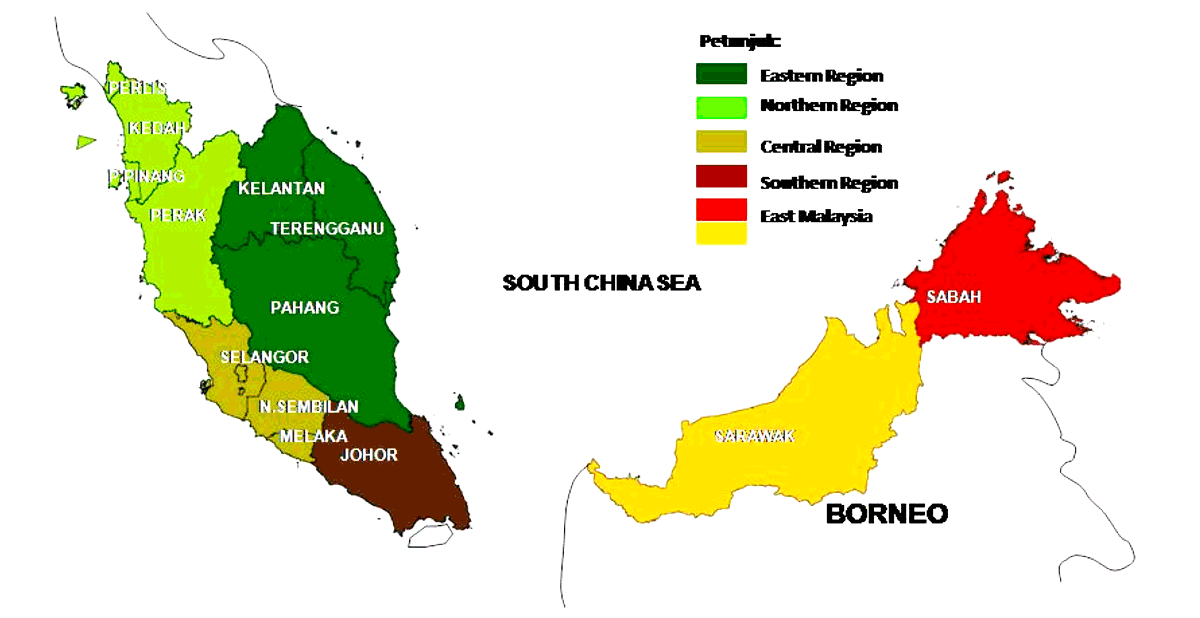 Petunjuk:
Eastern Region
Northern Region
Central Region
Southern Region
East Malaysia
PERLIS
KEDAH
P'PINANG
PERAK
KELANTAN
TERENGGANU
PAHANG
SELANGOR
N.SEMBILAN
MELAKA
JOHOR
SOUTH CHINA SEA
SABAH
SARAWAK
BORNEO